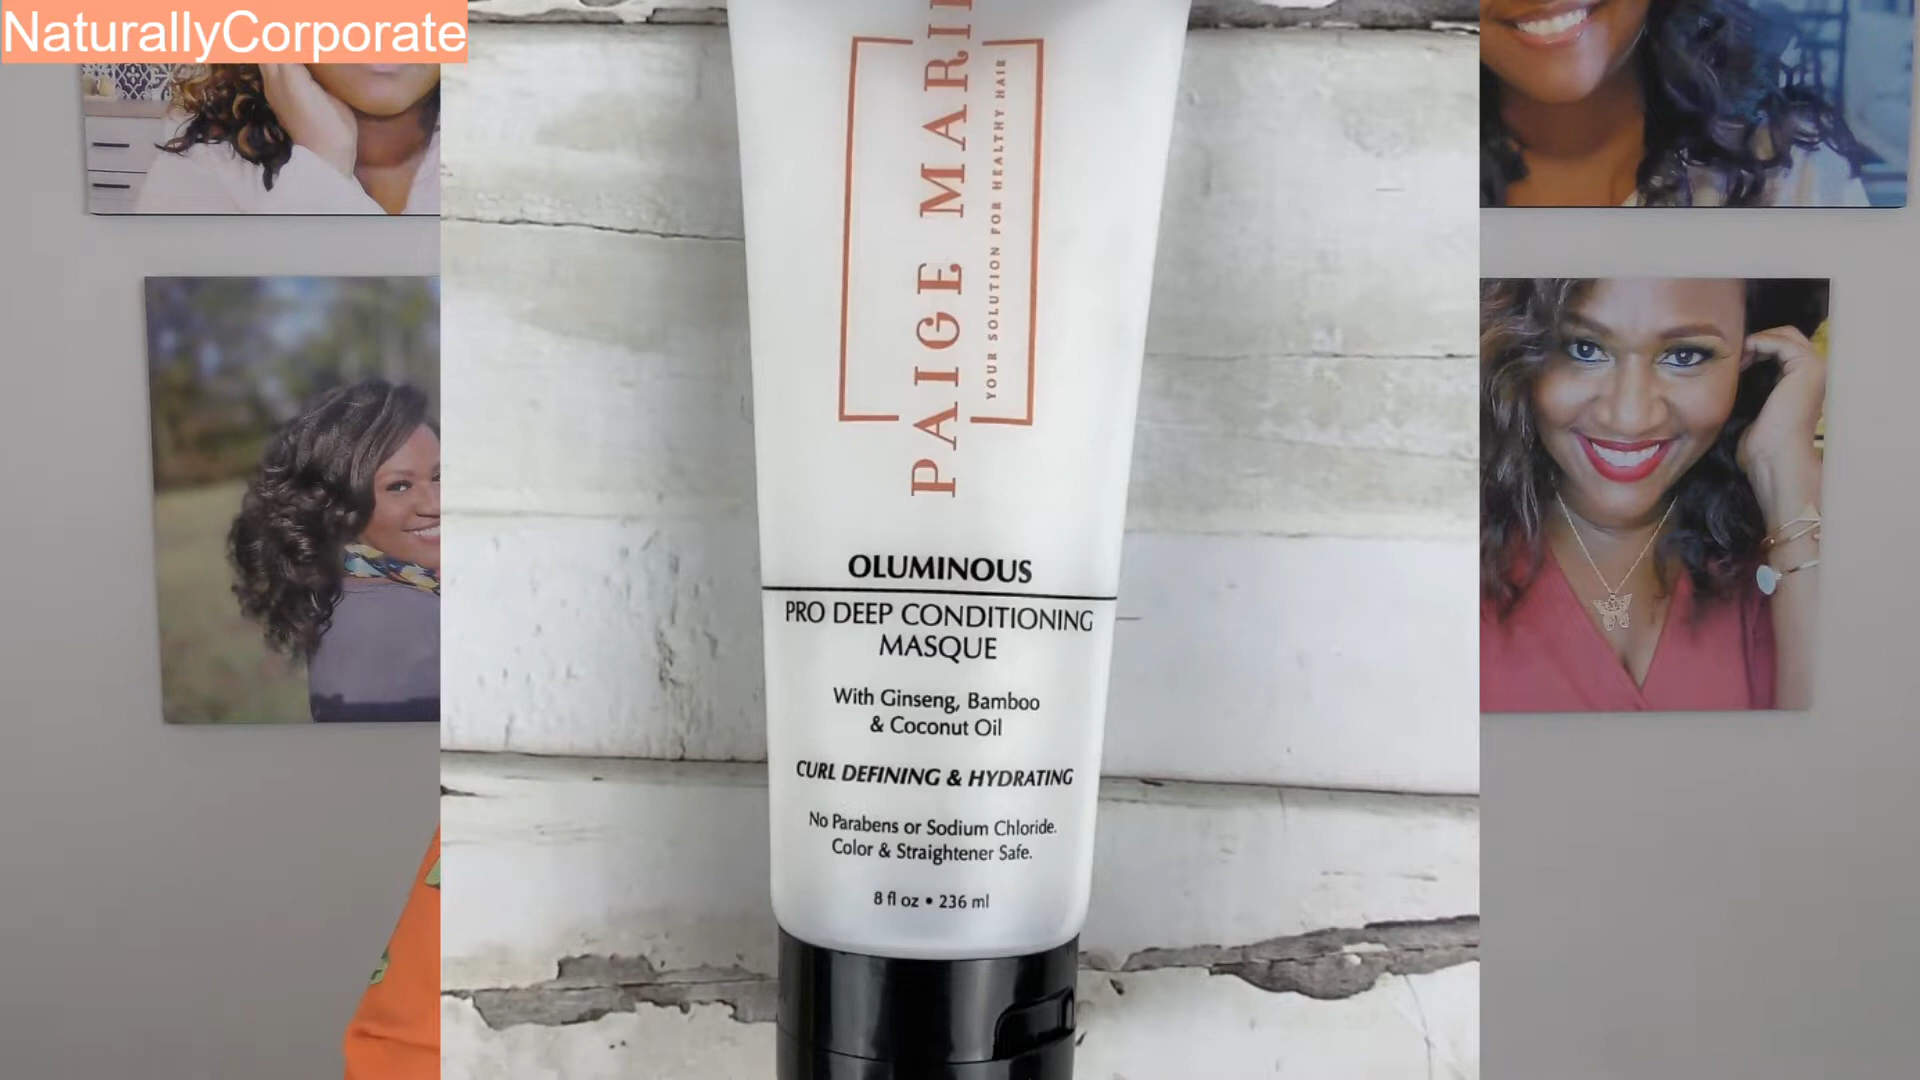 NaturallyCorporate
PAIGE MARIE
YOUR SOLUTION FOR HEALTHY HAIR
OLUMINOUS
PRO DEEP CONDITIONING
MASQUE
With Ginseng, Bamboo
& Coconut Oil
CURL DEFINING & HYDRATING
No Parabens or Sodium Chloride.
Color & Straightener Safe.
8 fl oz • 236 ml